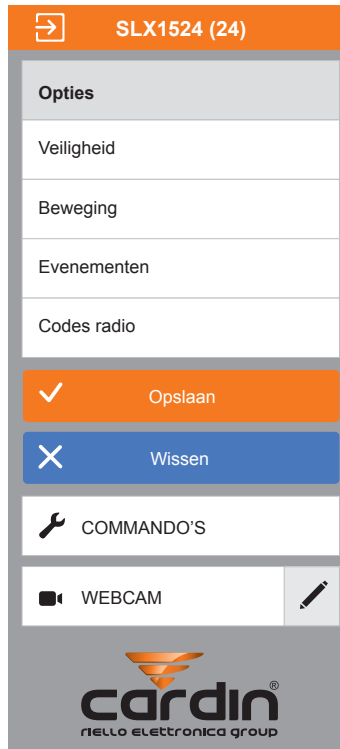 SLX1524 (24)
Opties
Veiligheid
Beweging
Evenementen
Codes radio
Opslaan
Wissen
COMMANDO'S
WEBCAM
cardin®
riello elettronica group